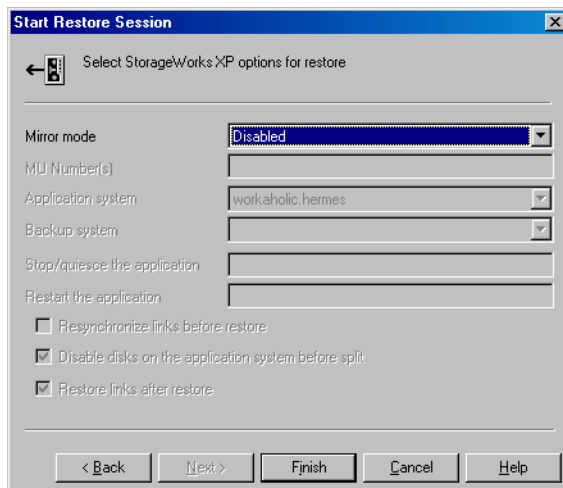 Start Restore Session
Select StorageWorks XP options for restore
Mirror mode
Disabled
MU Number(s)
Application system
workaholic.hermes
Backup system
Stop/quiesce the application
Restart the application
Resynchronize links before restore
Disable disks on the application system before split
Restore links after restore
< Back
Next >
Finish
Cancel
Help